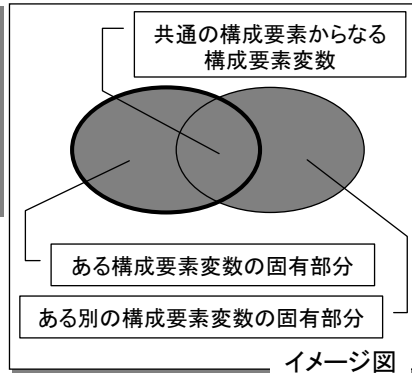 共通の構成要素からなる
構成要素変数
ある構成要素変数の固有部分
ある別の構成要素変数の固有部分
イメージ図